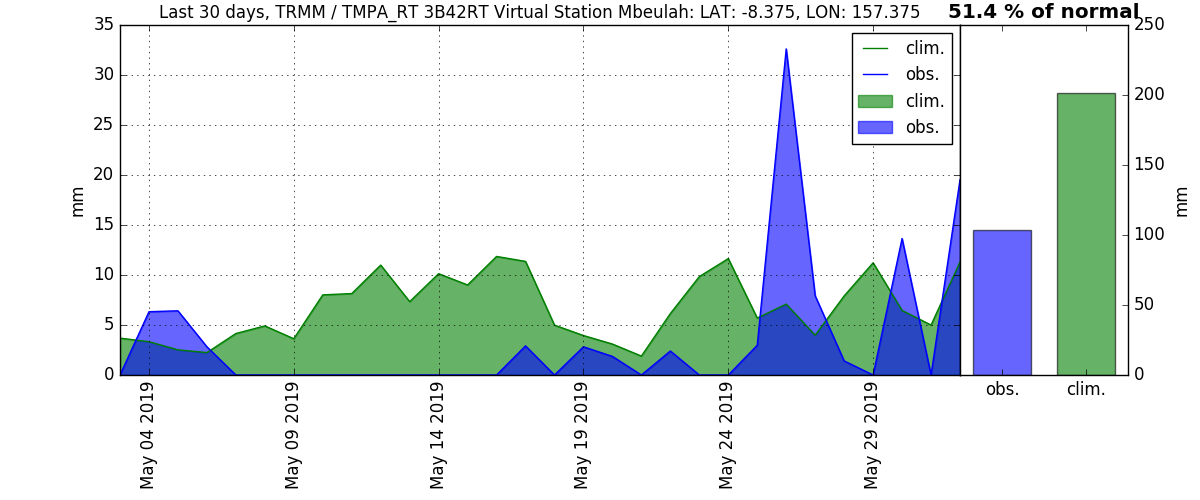 Last 30 days, TRMM / TMPA_RT 3B42RT Virtual Station Mbeulah: LAT: -8.375, LON: 157.375
51.4 % of normal
35
30
25
20
15
10
5
0
mm
clim.
obs.
clim.
obs.
May 04 2019
May 09 2019
May 14 2019
May 19 2019
May 24 2019
May 29 2019
250
200
150
100
50
0
mm
obs.
clim.